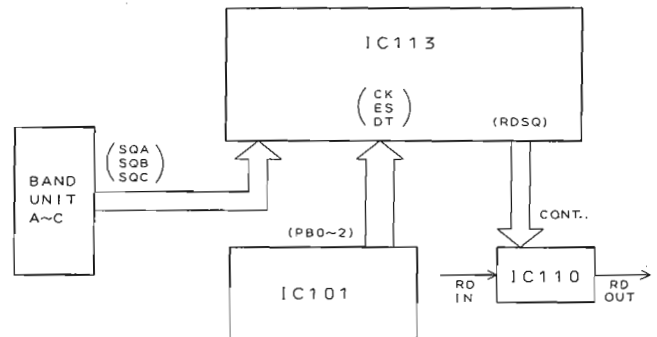 IC113
CK
ES
DT
(RDSQ)
SQA
SQB
SQC
BAND
UNIT
A~C
CONT..
(PB0~2)
IC101
IC110
RD
IN
RD
OUT